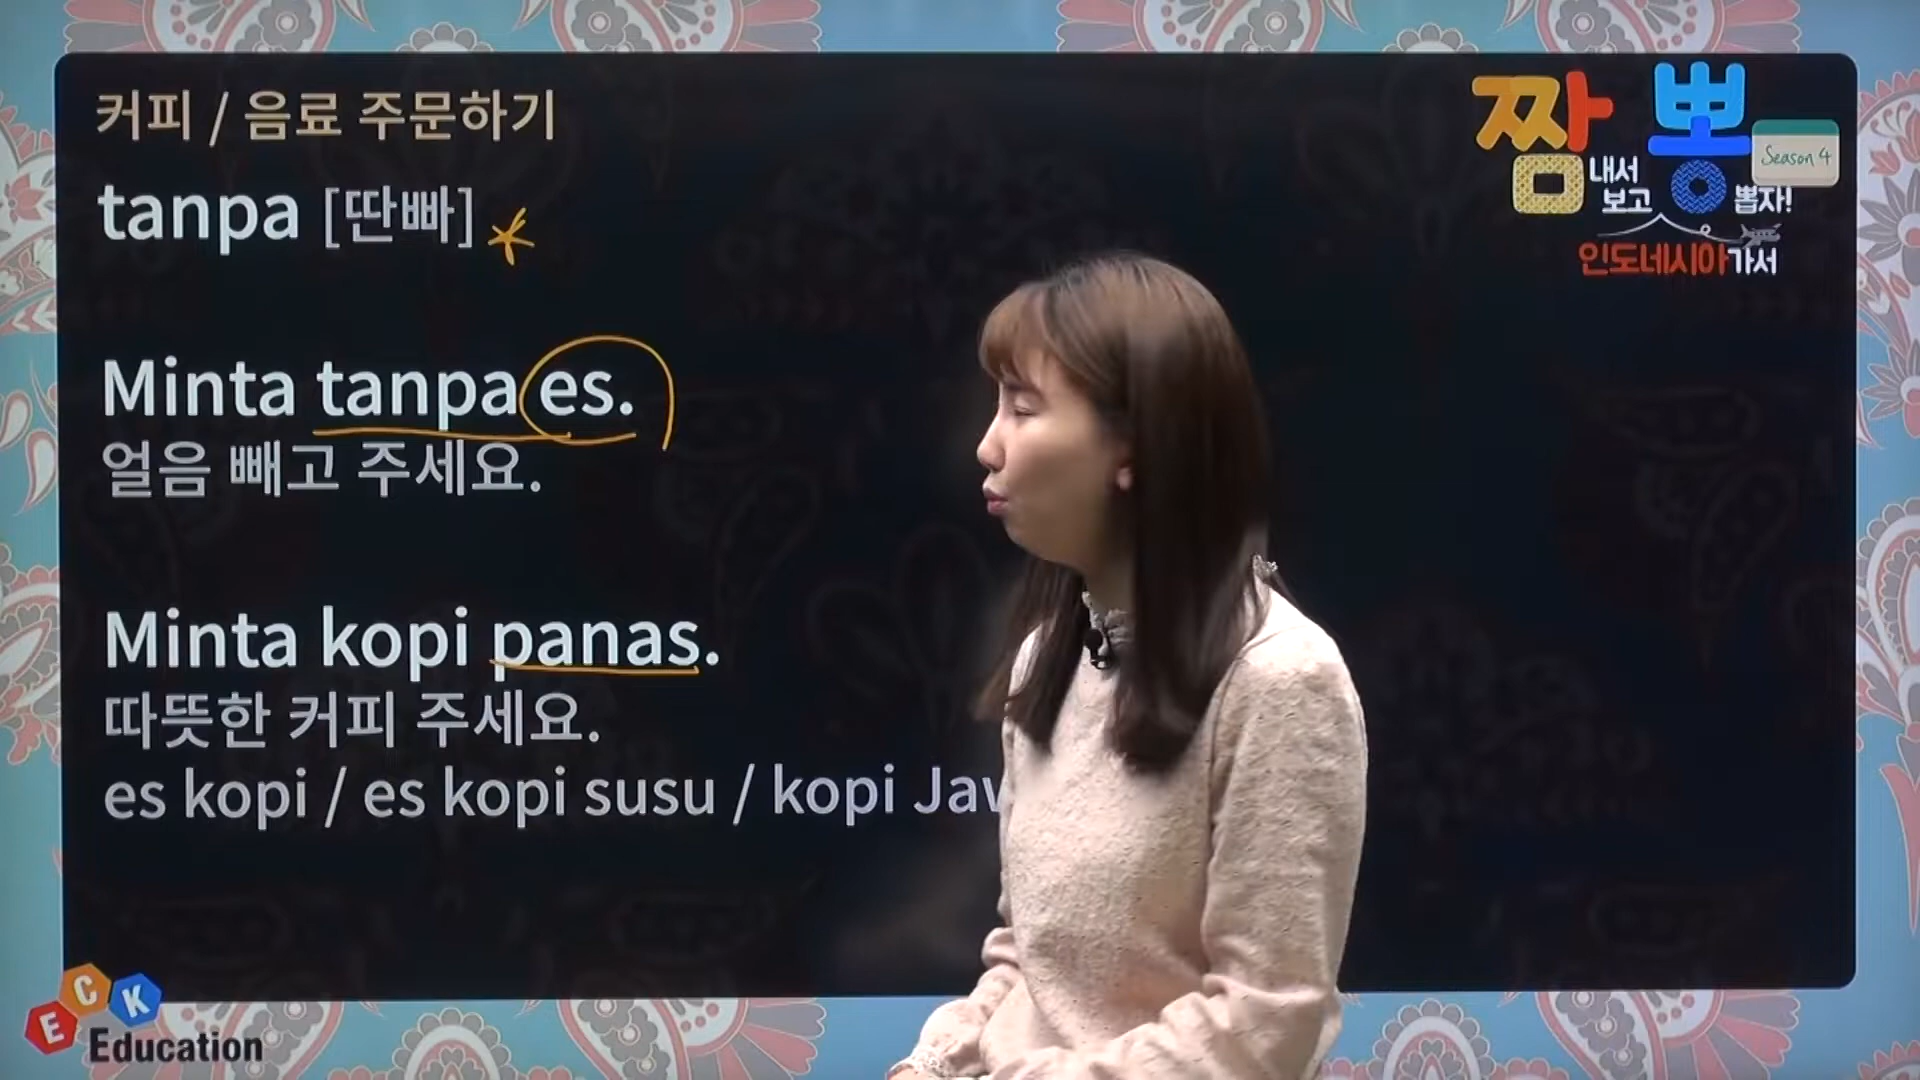 커피 / 음료 주문하기
tanpa [딴빠]
Minta tanpa es.
얼음 빼고 주세요.
Minta kopi panas.
따뜻한 커피 주세요.
es kopi / es kopi susu / kopi
짬뽕
내서
보고
뽑자!
Season 4
인도네시아가서
ECK
Education